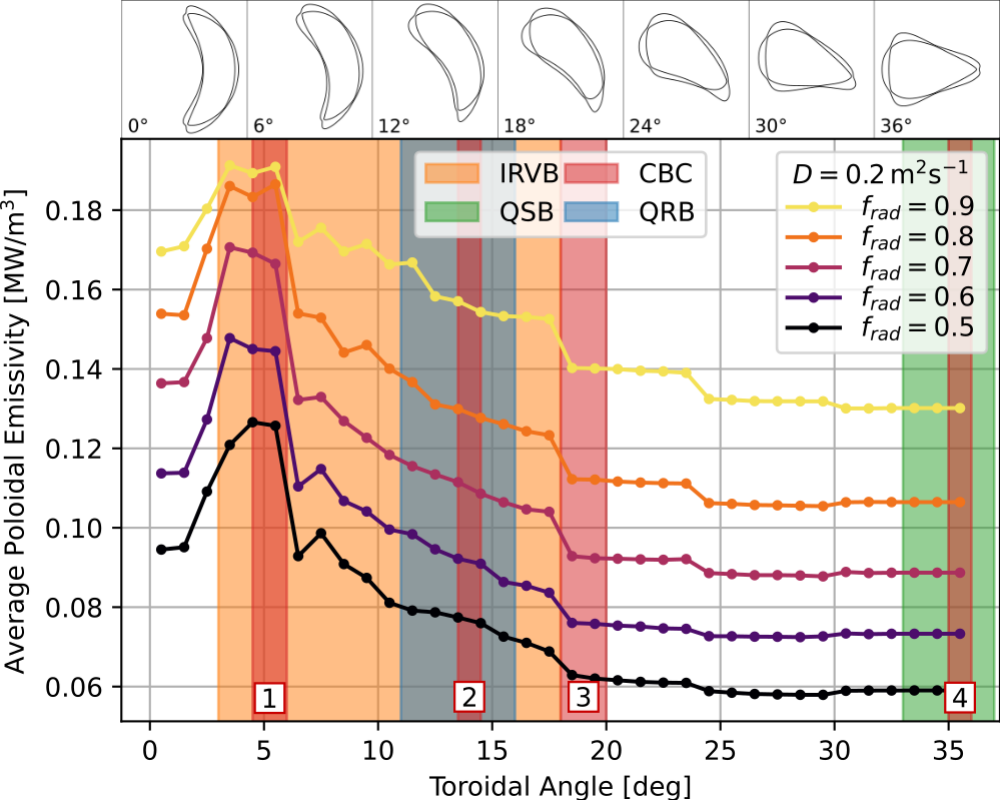 0° 6° 12° 18° 24° 30° 36°
IRVB CBC
QSB QRB
D = 0.2 m²s⁻¹
f_rad = 0.9
f_rad = 0.8
f_rad = 0.7
f_rad = 0.6
f_rad = 0.5
Average Poloidal Emissivity [MW/m³]
0.18
0.16
0.14
0.12
0.10
0.08
0.06
1 2 3 4
0 5 10 15 20 25 30 35
Toroidal Angle [deg]